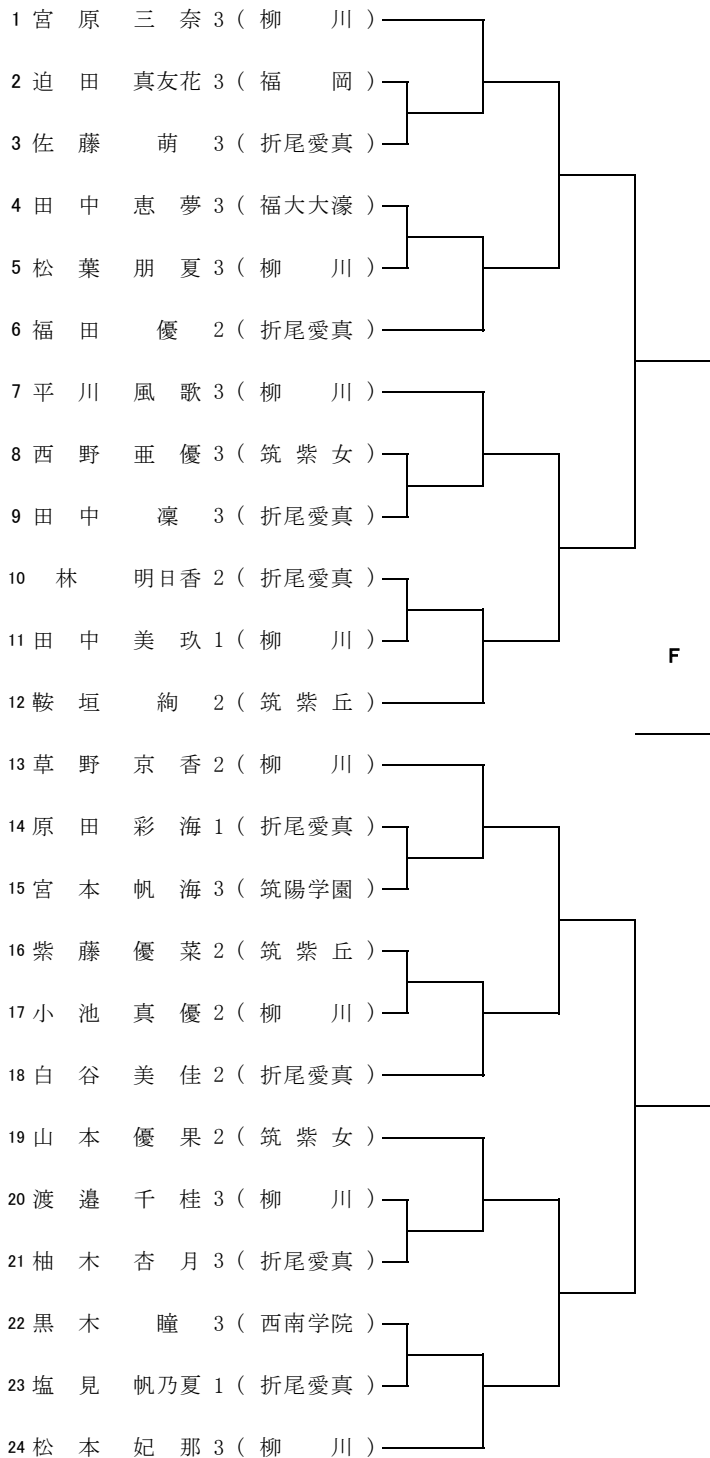 1 宮原 三奈 3 ( 柳川 )
2 迫田 真友花 3 ( 福岡 )
3 佐藤 萌 3 ( 折尾愛真 )
4 田中 恵夢 3 ( 福大大濠 )
5 松葉 朋夏 3 ( 柳川 )
6 福田 優 2 ( 折尾愛真 )
7 平川 風歌 3 ( 柳川 )
8 西野 亜優 3 ( 筑紫女 )
9 田中 凜 3 ( 折尾愛真 )
10 林 明日香 2 ( 折尾愛真 )
11 田中 美玖 1 ( 柳川 )
F
12 鞍垣 絢 2 ( 筑紫丘 )
13 草野 京香 2 ( 柳川 )
14 原田 彩海 1 ( 折尾愛真 )
15 宮本 帆海 3 ( 筑陽学園 )
16 紫藤 優菜 2 ( 筑紫丘 )
17 小池 真優 2 ( 柳川 )
18 白谷 美佳 2 ( 折尾愛真 )
19 山本 優果 2 ( 筑紫女 )
20 渡邉 千桂 3 ( 柳川 )
21 柚木 杏月 3 ( 折尾愛真 )
22 黒木 瞳 3 ( 西南学院 )
23 塩見 帆乃夏 1 ( 折尾愛真 )
24 松本 妃那 3 ( 柳川 )